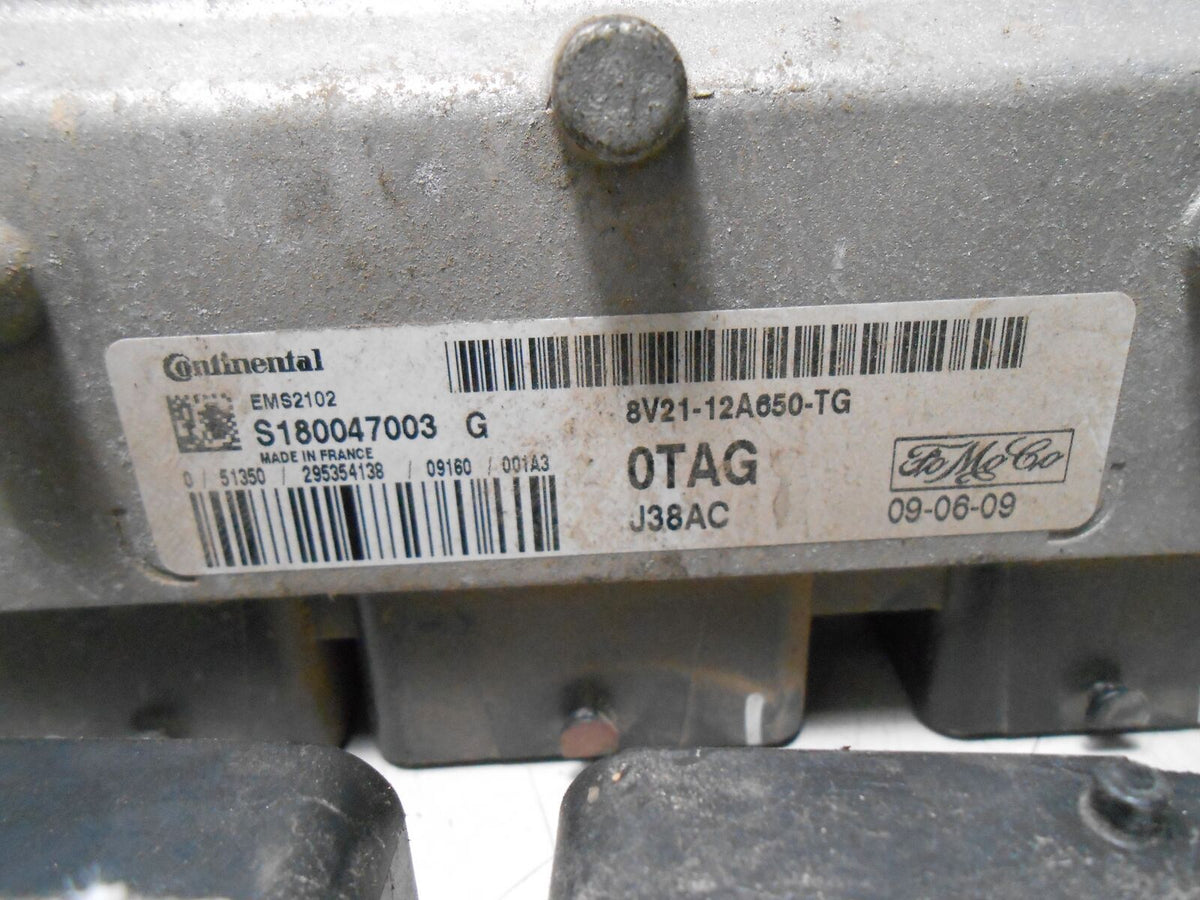 Continental
EMS2102
S180047003 G
MADE IN FRANCE
0 / 51350 / 295354138 / 09160 / 001A3
8V21-12A650-TG
0TAG
J38AC
FoMoCo
09-06-09